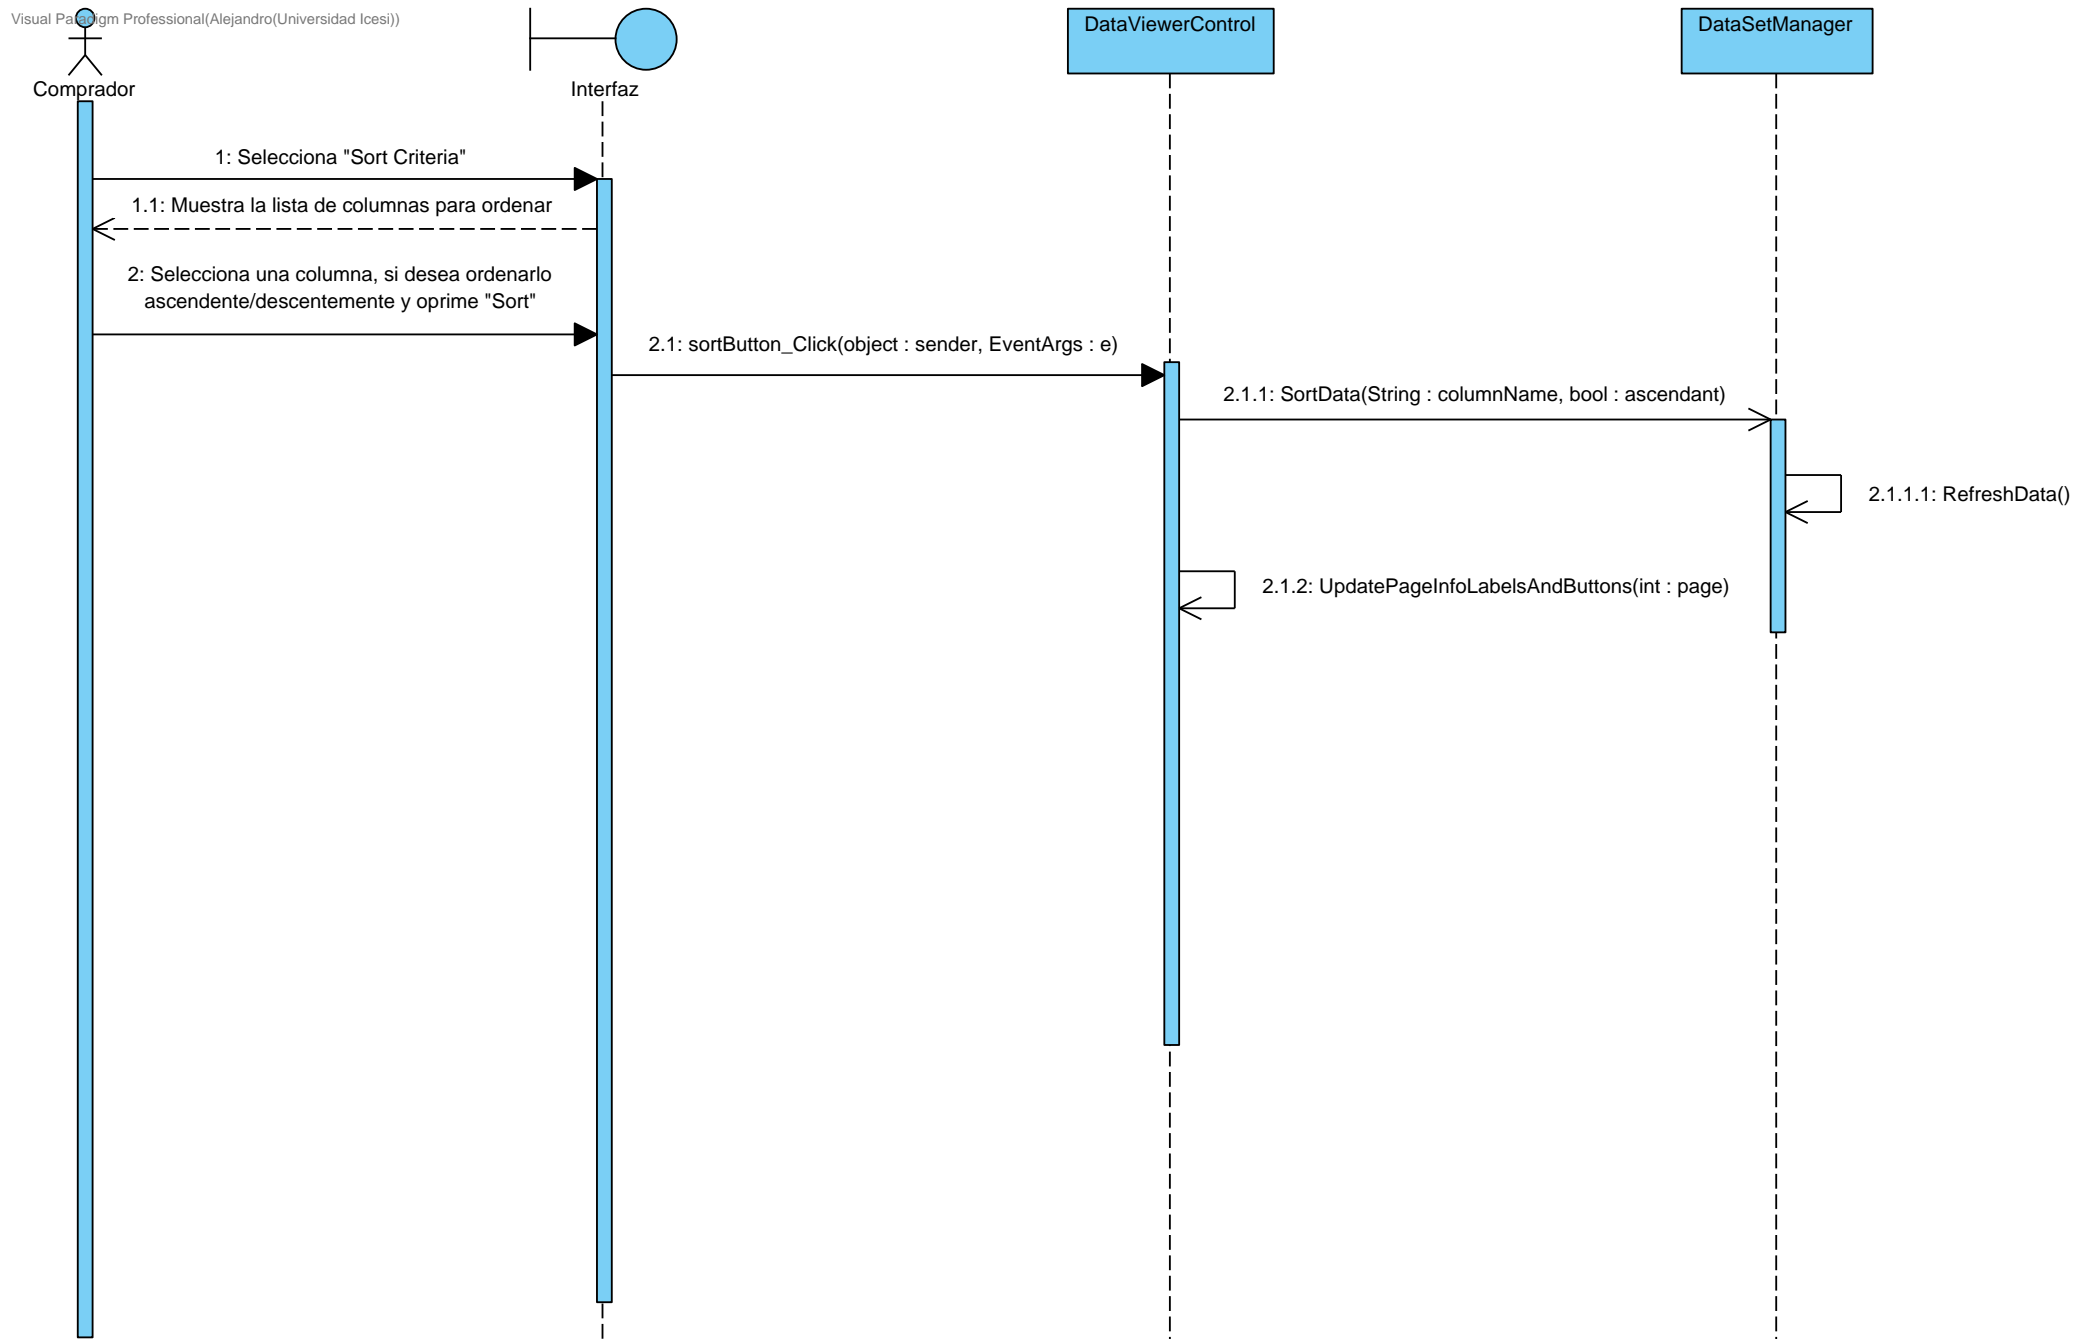 Visual Paradigm Professional(Alejandro(Universidad Icesi))
Comprador
Interfaz
DataViewerControl
DataSetManager
1: Selecciona "Sort Criteria"
1.1: Muestra la lista de columnas para ordenar
2: Selecciona una columna, si desea ordenarlo
ascendente/descentemente y oprime "Sort"
2.1: sortButton_Click(object : sender, EventArgs : e)
2.1.1: SortData(String : columnName, bool : ascendant)
2.1.1.1: RefreshData()
2.1.2: UpdatePageInfoLabelsAndButtons(int : page)